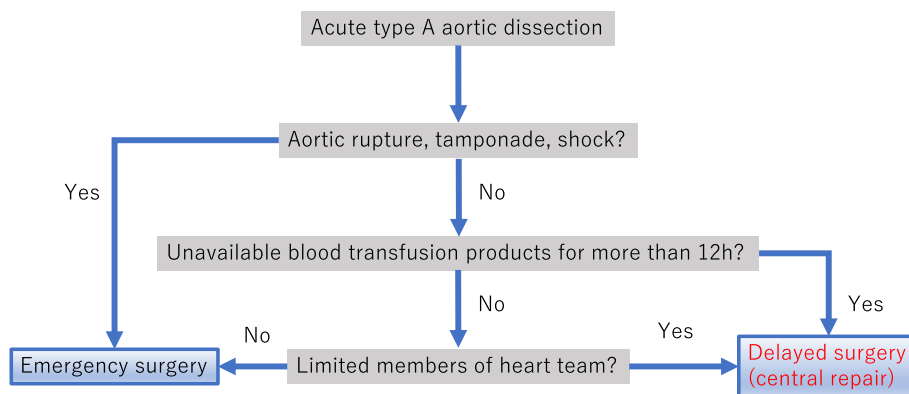 Acute type A aortic dissection
Aortic rupture, tamponade, shock?
Yes
No
Unavailable blood transfusion products for more than 12h?
No
Yes
No
Yes
Emergency surgery
Limited members of heart team?
Delayed surgery
(central repair)